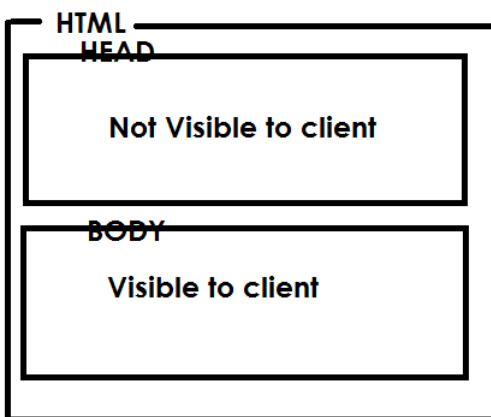 HTML
HEAD
Not Visible to client
BODY
Visible to client